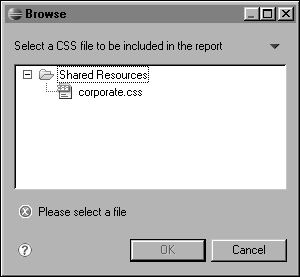 Browse
Select a CSS file to be included in the report
Shared Resources
corporate.css
Please select a file
OK
Cancel